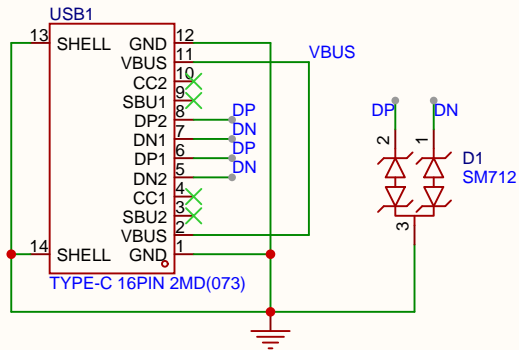 USB1
13 SHELL GND 12
VBUS 11 VBUS
CC2 10
SBU1 9
DP2 8 DP
DN1 7 DN
DP1 6 DP
DN2 5 DN
CC1 4
SBU2 3
VBUS 2
14 SHELL GND 1
TYPE-C 16PIN 2MD(073)
DP DN
2 1
D1
SM712
3